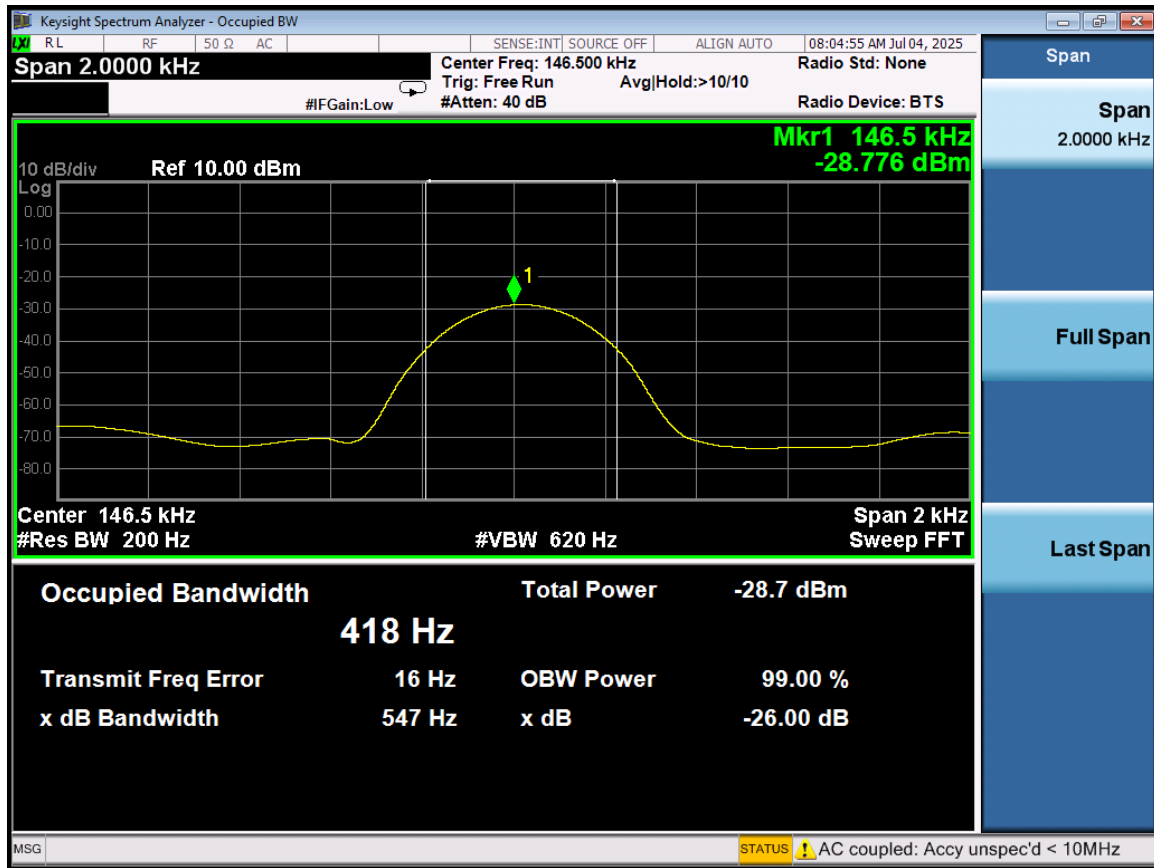 Keysight Spectrum Analyzer - Occupied BW
LXI RL RF 50 Ω AC SENSE:INT SOURCE OFF ALIGN AUTO 08:04:55 AM Jul 04, 2025
Span 2.0000 kHz
Center Freq: 146.500 kHz Radio Std: None
Trig: Free Run Avg|Hold:>10/10
#IFGain:Low #Atten: 40 dB Radio Device: BTS
Span
Span
2.0000 kHz
Full Span
Last Span
Mkr1 146.5 kHz
-28.776 dBm
10 dB/div Ref 10.00 dBm
Log
0.00
-10.0
-20.0
1
-30.0
-40.0
-50.0
-60.0
-70.0
-80.0
Center 146.5 kHz Span 2 kHz
#Res BW 200 Hz #VBW 620 Hz Sweep FFT
Occupied Bandwidth Total Power -28.7 dBm
418 Hz
Transmit Freq Error 16 Hz OBW Power 99.00 %
x dB Bandwidth 547 Hz x dB -26.00 dB
MSG STATUS AC coupled: Accy unspec'd < 10MHz